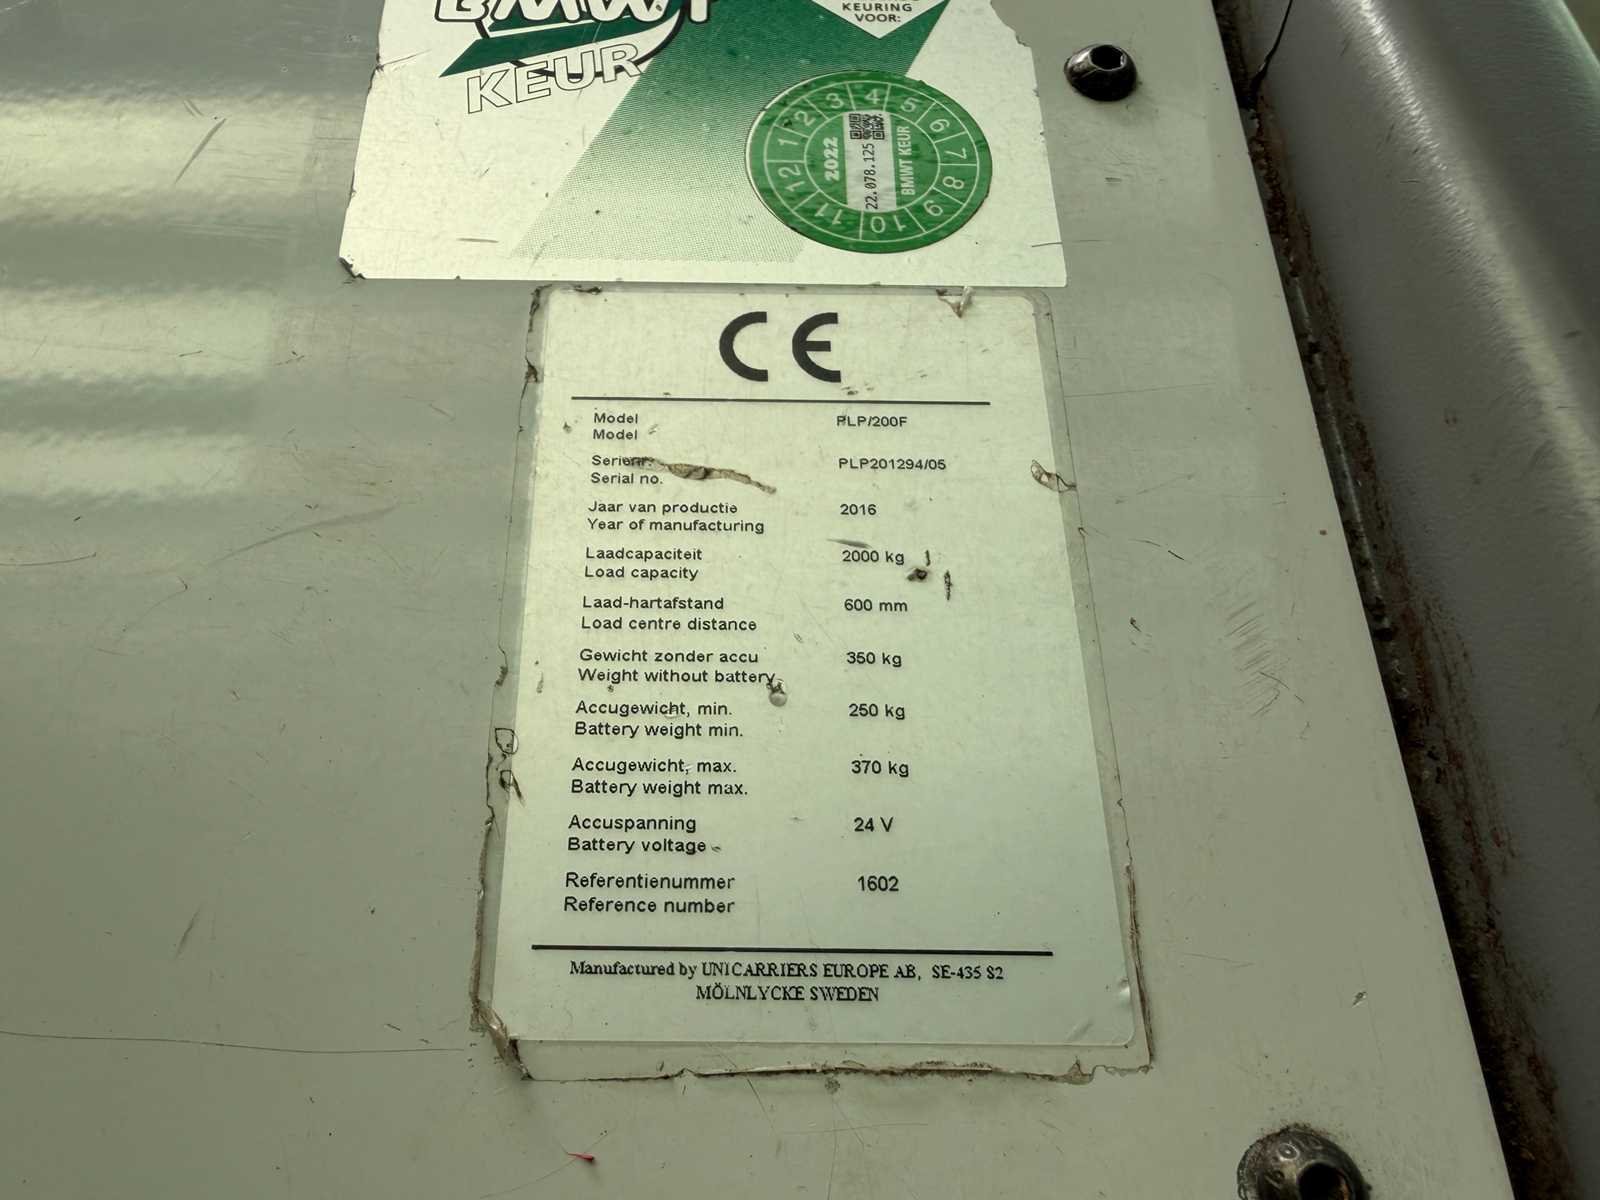 BMWT
KEUR
KEURING
VOOR:
1 2 3 4 5 6 7 8 9 10 11 12
2022
22.078.125
BMWT KEUR
CE
Model PLP/200F
Model
Serienr. PLP201294/05
Serial no.
Jaar van productie 2016
Year of manufacturing
Laadcapaciteit 2000 kg
Load capacity
Laad-hartafstand 600 mm
Load centre distance
Gewicht zonder accu 350 kg
Weight without battery
Accugewicht, min. 250 kg
Battery weight min.
Accugewicht, max. 370 kg
Battery weight max.
Accuspanning 24 V
Battery voltage
Referentienummer 1602
Reference number
Manufactured by UNICARRIERS EUROPE AB, SE-435 82
MÖLNLYCKE SWEDEN